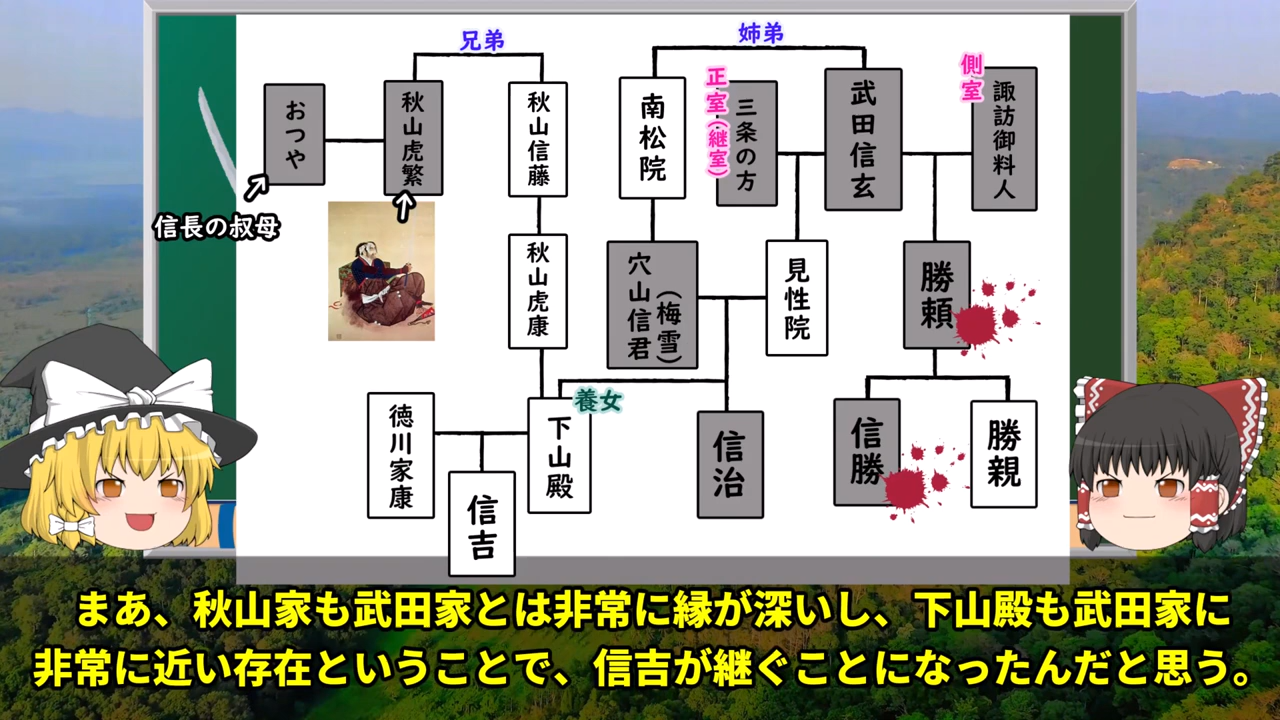 兄弟
姉弟
おつや
秋山虎繁
秋山信藤
南松院
正室(継室)
三条の方
武田信玄
側室
諏訪御料人
信長の叔母
秋山虎康
穴山信君
(梅雪)
見性院
勝頼
徳川家康
下山殿
養女
信治
信勝
勝親
信吉
まあ、秋山家も武田家とは非常に縁が深いし、下山殿も武田家に
非常に近い存在ということで、信吉が継ぐことになったんだと思う。